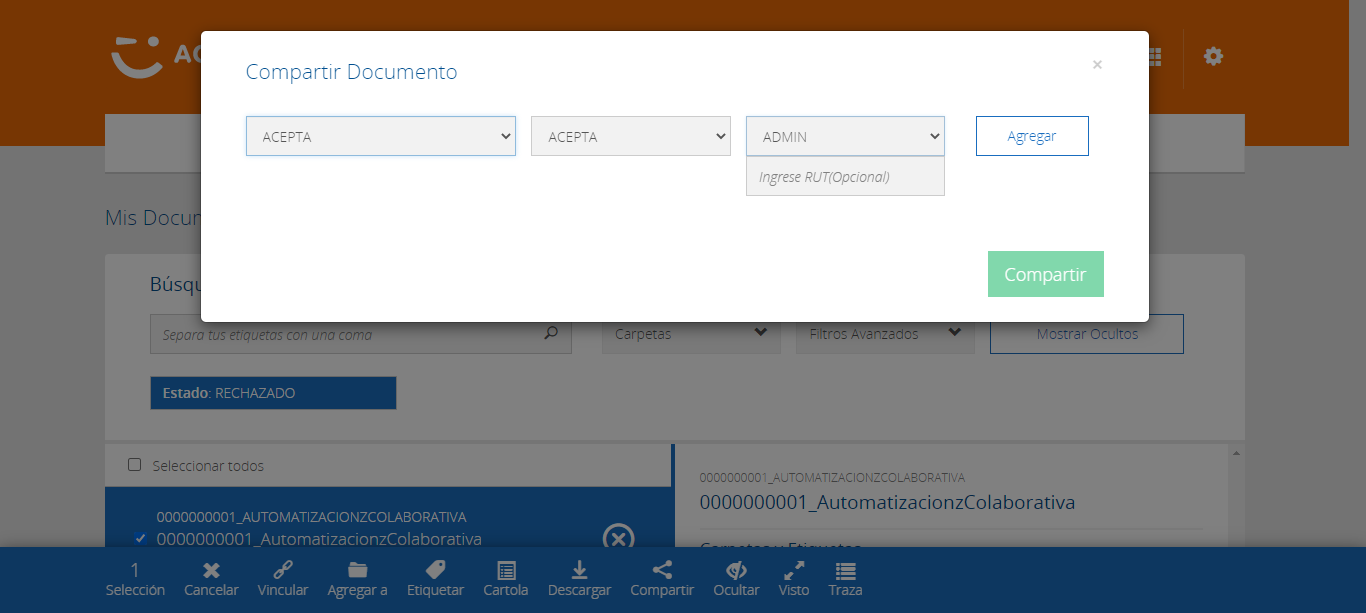 Compartir Documento
×
ACEPTA
ACEPTA
ADMIN
Agregar
Ingrese RUT(Opcional)
Compartir
Mis
Separa tus etiquetas con una coma
Carpetas
Filtros Avanzados
Mostrar Ocultos
Estado: RECHAZADO
Seleccionar todos
0000000001_AUTOMATIZACIONZCOLABORATIVA
0000000001_AutomatizacionzColaborativa
0000000001_AUTOMATIZACIONZCOLABORATIVA
0000000001_AutomatizacionzColaborativa
Carpetas y Etiquetas
1
Selección
Cancelar
Vincular
Agregar a
Etiquetar
Cartola
Descargar
Compartir
Ocultar
Visto
Traza